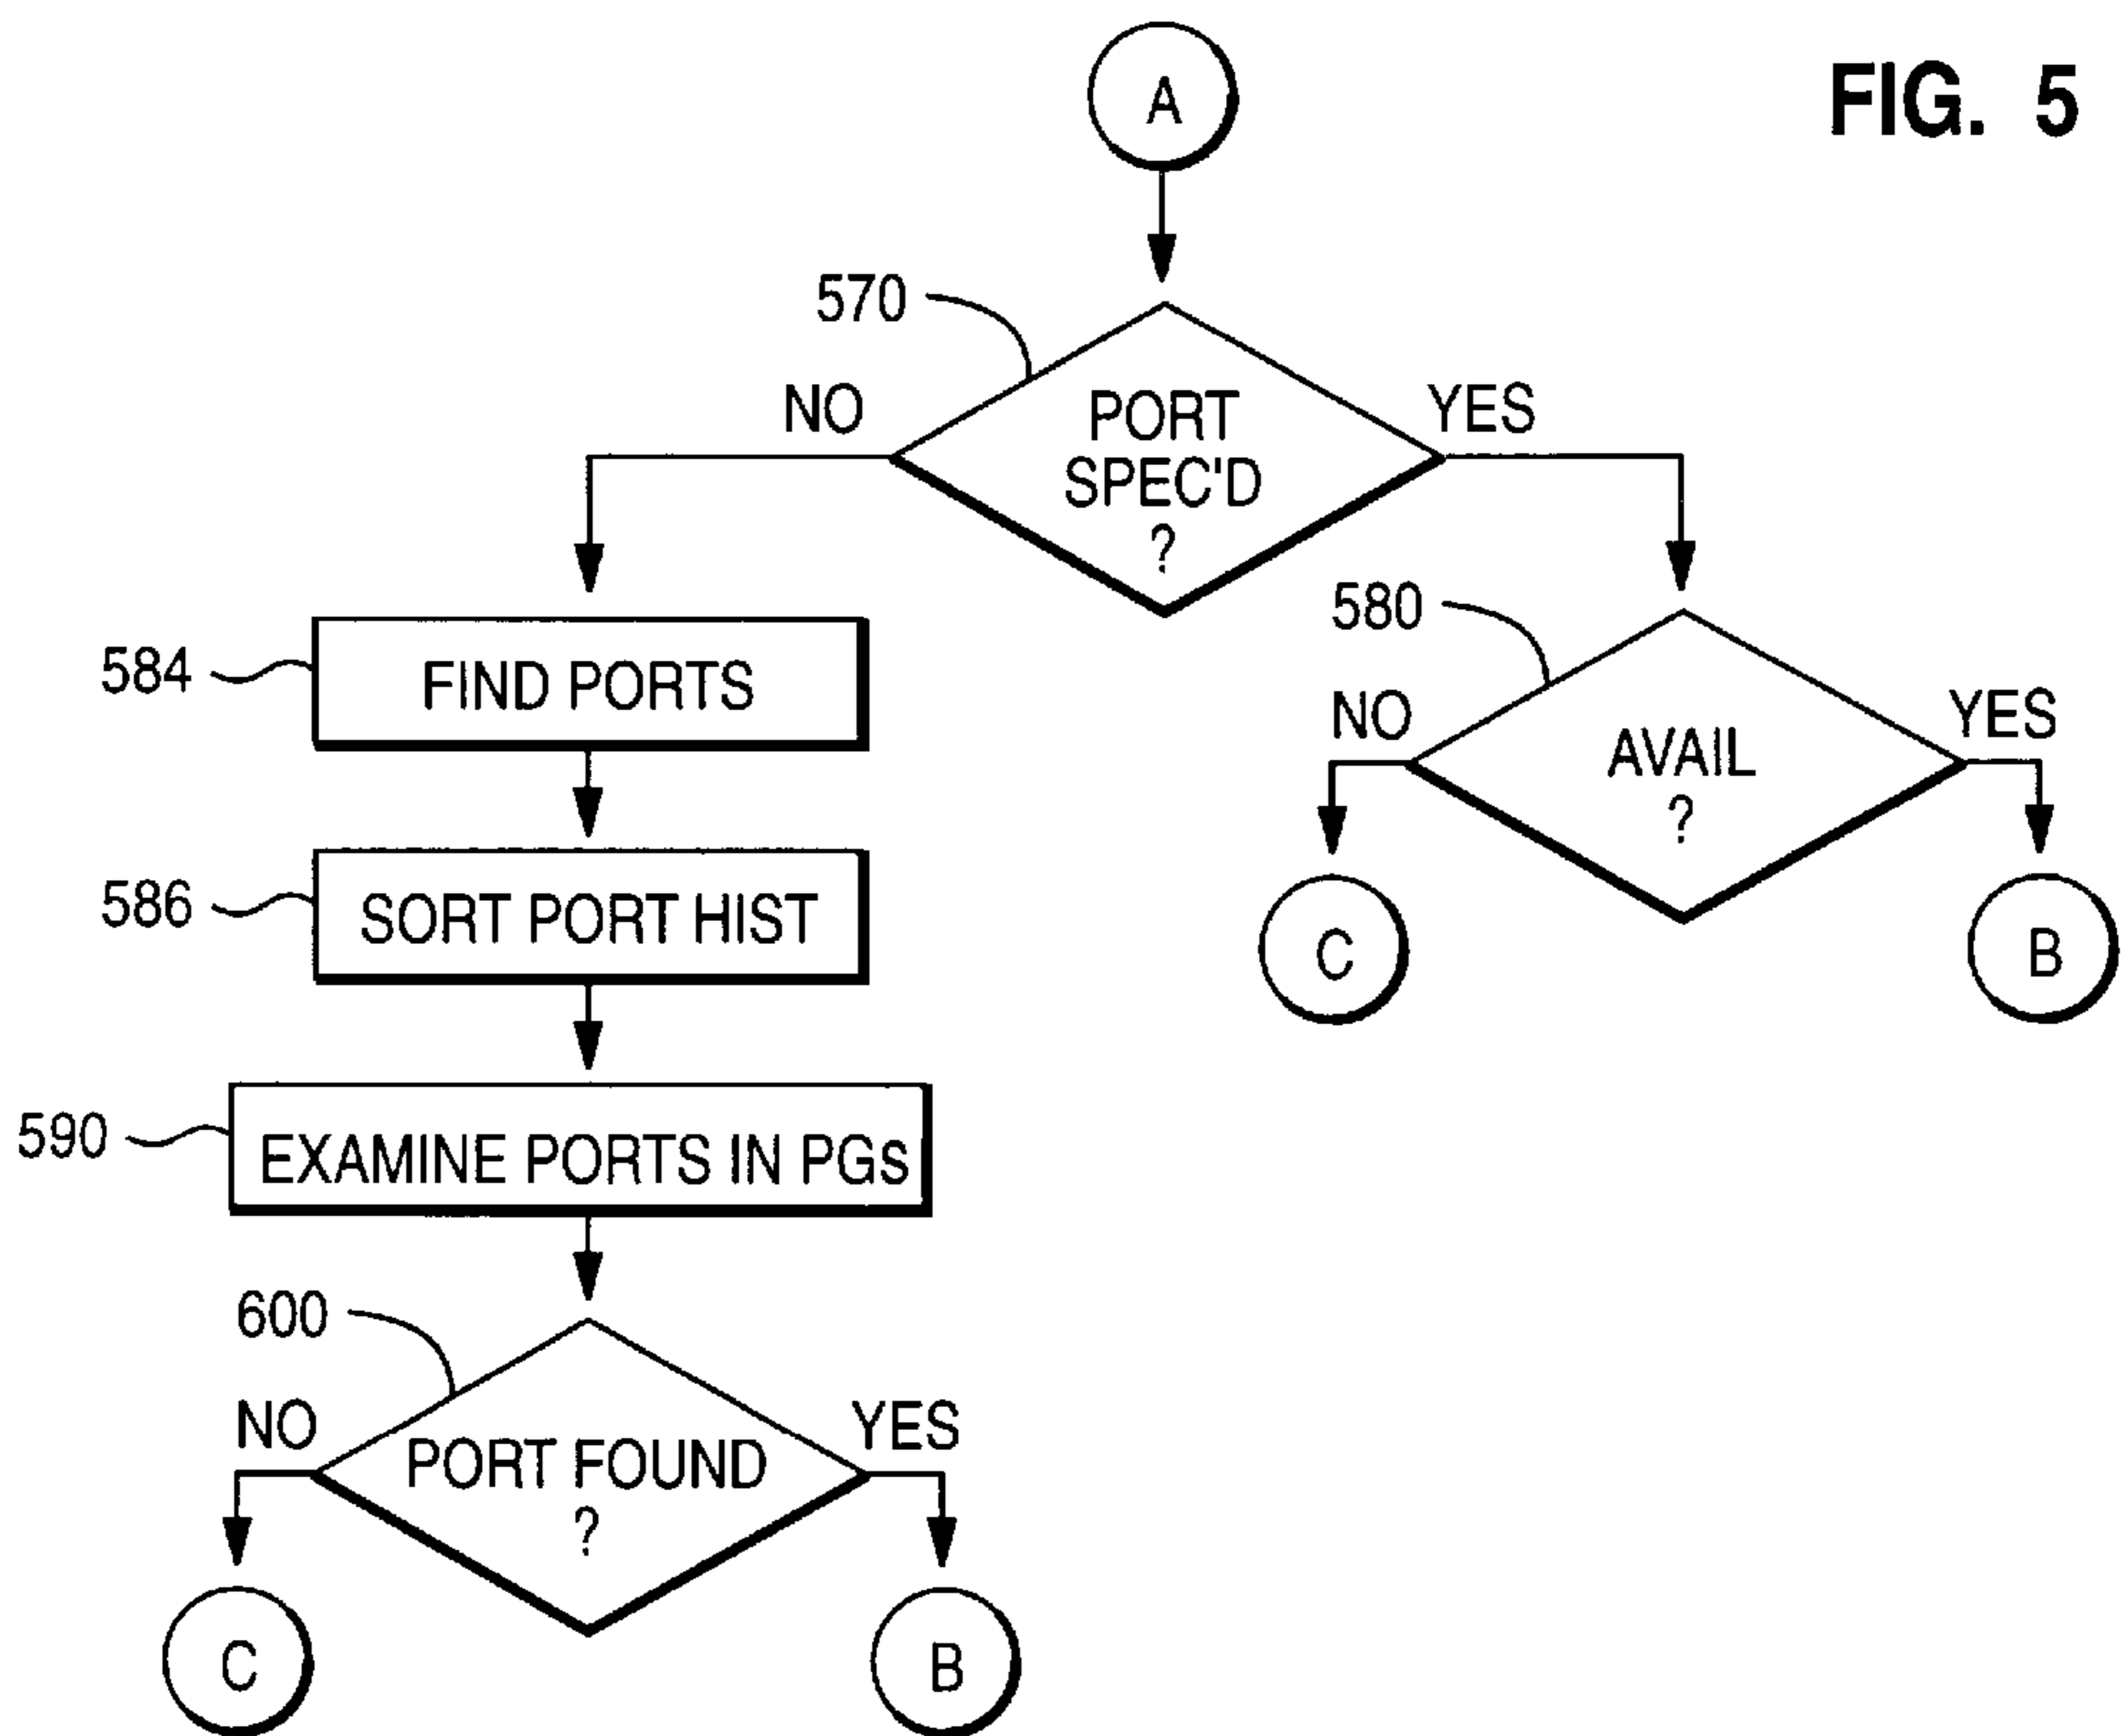 FIG. 5
A
570
NO
PORT
SPEC'D
?
YES
584
FIND PORTS
580
NO
AVAIL
?
YES
586
SORT PORT HIST
C
B
590
EXAMINE PORTS IN PGs
600
NO
PORT FOUND
?
YES
C
B